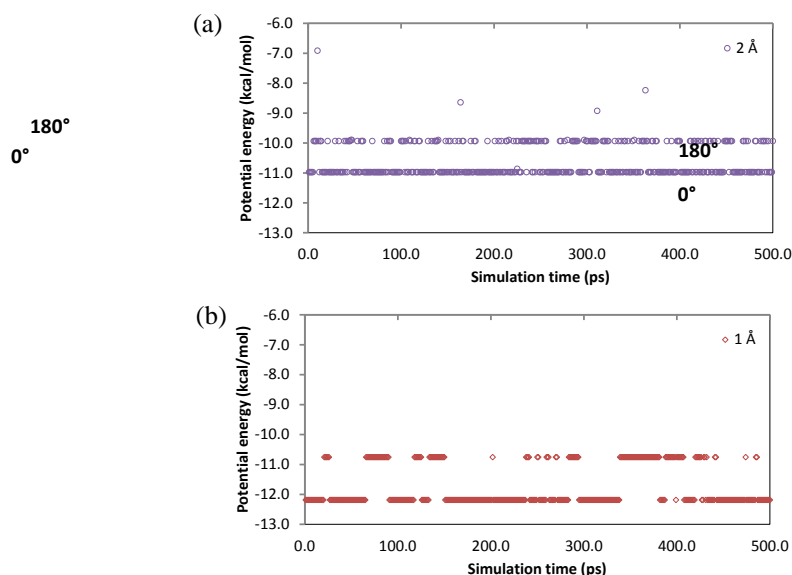 (a)
180°
0°
Potential energy (kcal/mol)
-6.0
-7.0
-8.0
-9.0
-10.0
-11.0
-12.0
-13.0
2 Å
180°
0°
0.0 100.0 200.0 300.0 400.0 500.0
Simulation time (ps)
(b)
Potential energy (kcal/mol)
-6.0
-7.0
-8.0
-9.0
-10.0
-11.0
-12.0
-13.0
1 Å
0.0 100.0 200.0 300.0 400.0 500.0
Simulation time (ps)